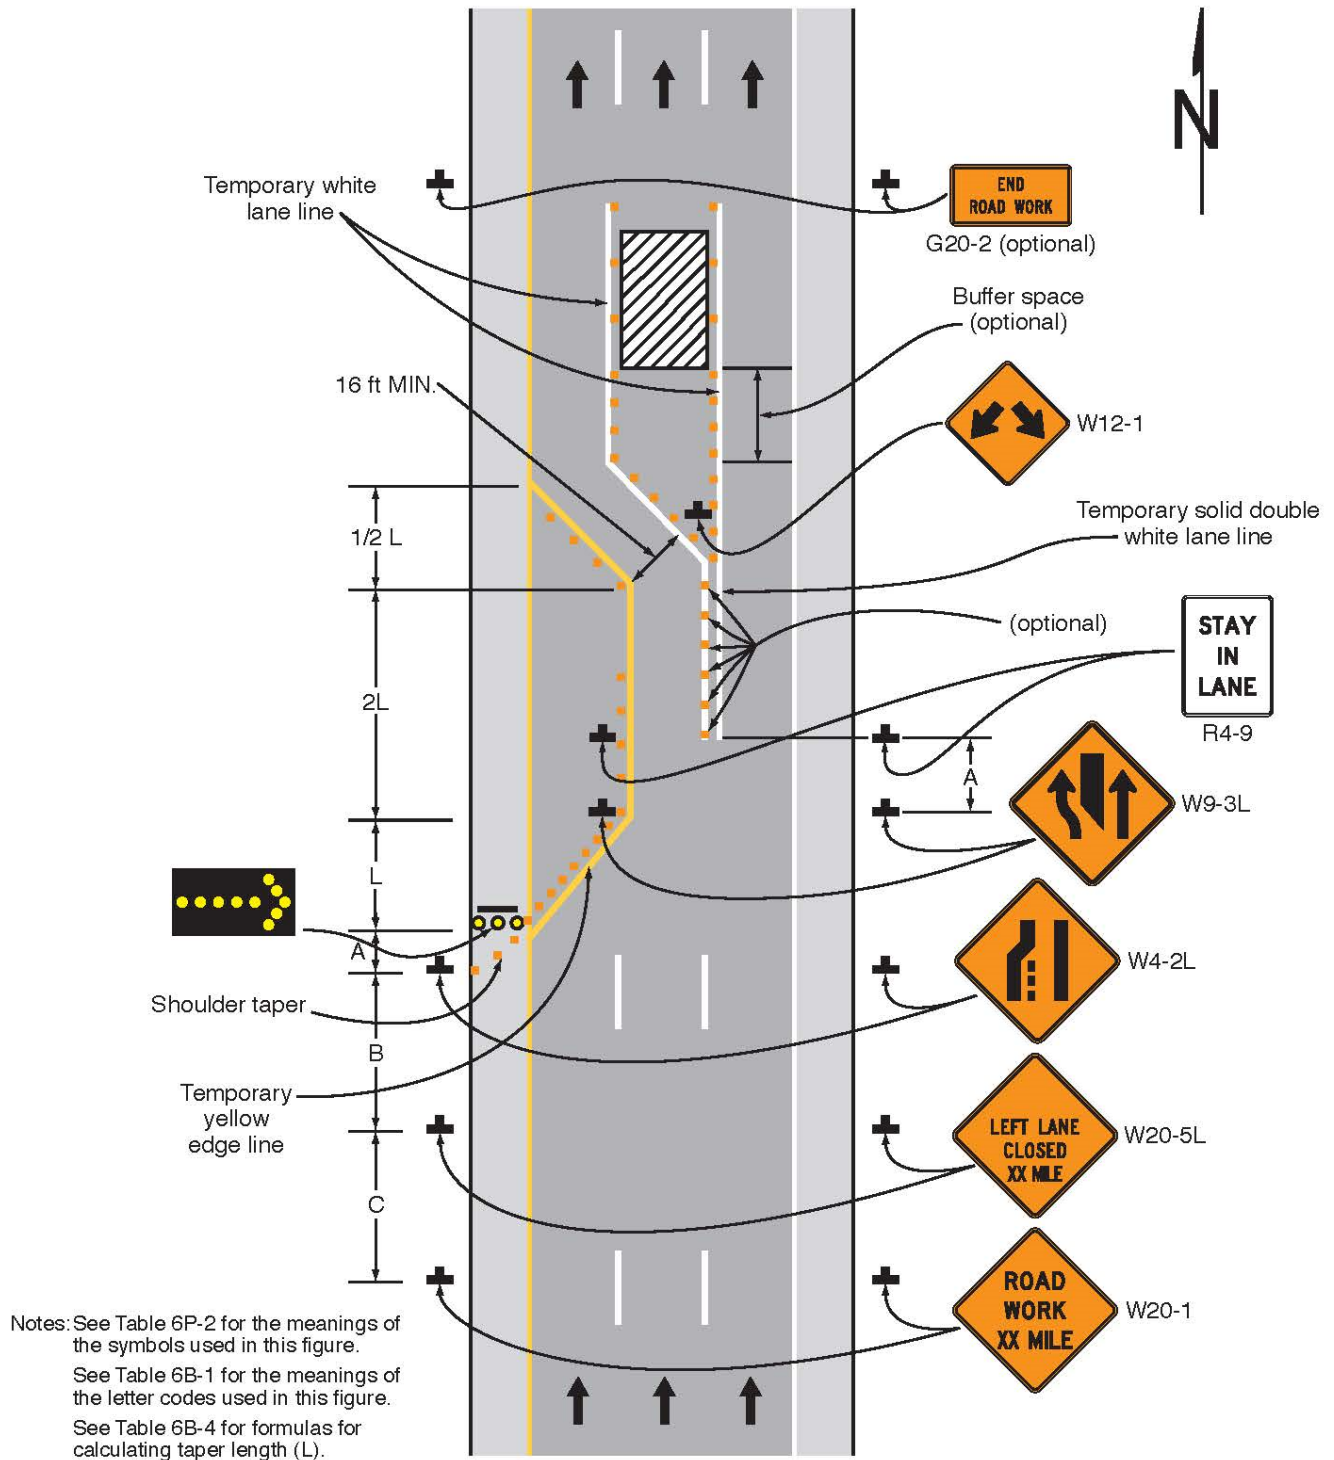 N
Temporary white
lane line
END
ROAD WORK
G20-2 (optional)
Buffer space
(optional)
16 ft MIN.
W12-1
1/2 L
Temporary solid double
white lane line
(optional)
STAY
IN
LANE
R4-9
2L
A
W9-3L
L
A
W4-2L
Shoulder taper
B
Temporary
yellow
edge line
LEFT LANE
CLOSED
XX MILE
W20-5L
C
ROAD
WORK
XX MILE
W20-1
Notes: See Table 6P-2 for the meanings of
the symbols used in this figure.
See Table 6B-1 for the meanings of
the letter codes used in this figure.
See Table 6B-4 for formulas for
calculating taper length (L).